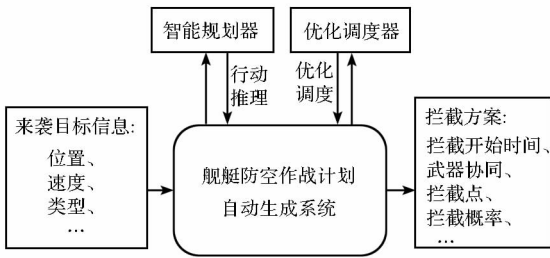 智能规划器
优化调度器
行动
推理
优化
调度
来袭目标信息:
位置、
速度、
类型、
…
舰艇防空作战计划
自动生成系统
拦截方案:
拦截开始时间、
武器协同、
拦截点、
拦截概率、
…